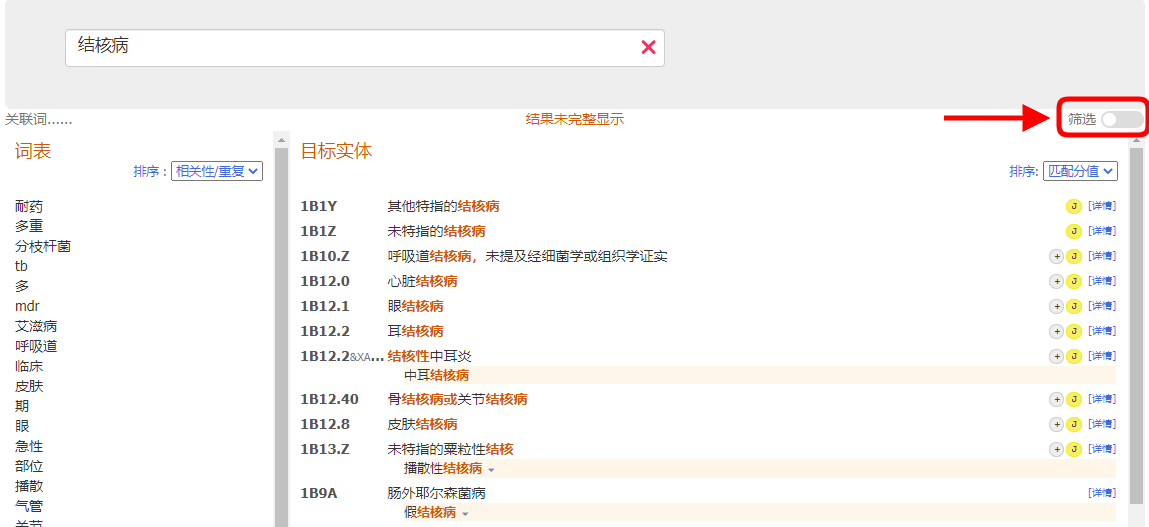 结核病
关联词......
结果未完整显示
筛选
词表
排序：相关性/重复
耐药
多重
分枝杆菌
tb
多
mdr
艾滋病
呼吸道
临床
皮肤
期
眼
急性
部位
播散
气管
关节
目标实体
排序: 匹配分值
1B1Y 其他特指的结核病 J [详情]
1B1Z 未特指的结核病 J [详情]
1B10.Z 呼吸道结核病，未提及经细菌学或组织学证实 + J [详情]
1B12.0 心脏结核病 + J [详情]
1B12.1 眼结核病 + J [详情]
1B12.2 耳结核病 + J [详情]
1B12.2&XA... 结核性中耳炎 + J [详情]
中耳结核病
1B12.40 骨结核病或关节结核病 + J [详情]
1B12.8 皮肤结核病 + J [详情]
1B13.Z 未特指的粟粒性结核 + J [详情]
播散性结核病
1B9A 肠外耶尔森菌病 [详情]
假结核病